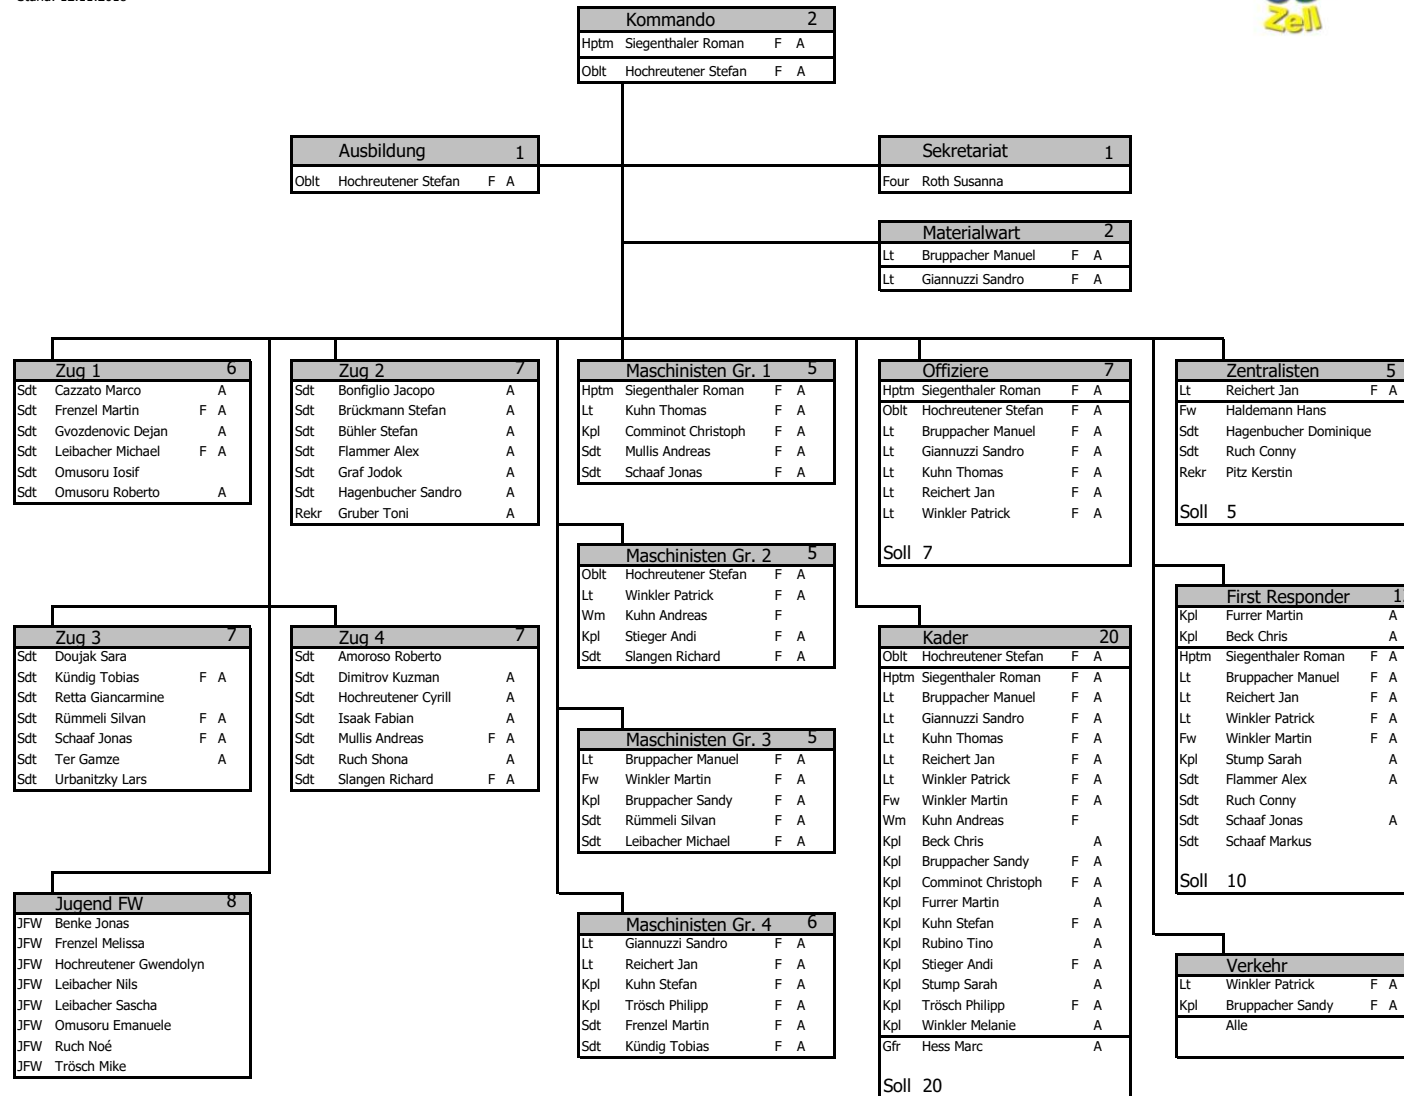 Zell
Kommando 2
Hptm Siegenthaler Roman F A
Oblt Hochreutener Stefan F A
Ausbildung 1
Oblt Hochreutener Stefan F A
Sekretariat 1
Four Roth Susanna
Materialwart 2
Lt Bruppacher Manuel F A
Lt Giannuzzi Sandro F A
Zug 1 6
Sdt Cazzato Marco A
Sdt Frenzel Martin F A
Sdt Gvozdenovic Dejan A
Sdt Leibacher Michael F A
Sdt Omusoru Iosif
Sdt Omusoru Roberto A
Zug 2 7
Sdt Bonfiglio Jacopo A
Sdt Brückmann Stefan A
Sdt Bühler Stefan A
Sdt Flammer Alex A
Sdt Graf Jodok A
Sdt Hagenbucher Sandro A
Rekr Gruber Toni A
Maschinisten Gr. 1 5
Hptm Siegenthaler Roman F A
Lt Kuhn Thomas F A
Kpl Comminot Christoph F A
Sdt Mullis Andreas F A
Sdt Schaaf Jonas F A
Offiziere 7
Hptm Siegenthaler Roman F A
Oblt Hochreutener Stefan F A
Lt Bruppacher Manuel F A
Lt Giannuzzi Sandro F A
Lt Kuhn Thomas F A
Lt Reichert Jan F A
Lt Winkler Patrick F A
Soll 7
Zentralisten 5
Lt Reichert Jan F A
Fw Haldemann Hans
Sdt Hagenbucher Dominique
Sdt Ruch Conny
Rekr Pitz Kerstin
Soll 5
Maschinisten Gr. 2 5
Oblt Hochreutener Stefan F A
Lt Winkler Patrick F A
Wm Kuhn Andreas F
Kpl Stieger Andi F A
Sdt Slangen Richard F A
Zug 3 7
Sdt Doujak Sara
Sdt Kündig Tobias F A
Sdt Retta Giancarmine
Sdt Rümmeli Silvan F A
Sdt Schaaf Jonas F A
Sdt Ter Gamze A
Sdt Urbanitzky Lars
Zug 4 7
Sdt Amoroso Roberto
Sdt Dimitrov Kuzman A
Sdt Hochreutener Cyrill A
Sdt Isaak Fabian A
Sdt Mullis Andreas F A
Sdt Ruch Shona A
Sdt Slangen Richard F A
Maschinisten Gr. 3 5
Lt Bruppacher Manuel F A
Fw Winkler Martin F A
Kpl Bruppacher Sandy F A
Sdt Rümmeli Silvan F A
Sdt Leibacher Michael F A
Kader 20
Oblt Hochreutener Stefan F A
Hptm Siegenthaler Roman F A
Lt Bruppacher Manuel F A
Lt Giannuzzi Sandro F A
Lt Kuhn Thomas F A
Lt Reichert Jan F A
Lt Winkler Patrick F A
Fw Winkler Martin F A
Wm Kuhn Andreas F
Kpl Beck Chris A
Kpl Bruppacher Sandy F A
Kpl Comminot Christoph F A
Kpl Furrer Martin A
Kpl Kuhn Stefan F A
Kpl Rubino Tino A
Kpl Stieger Andi F A
Kpl Stump Sarah A
Kpl Trösch Philipp F A
Kpl Winkler Melanie A
Gfr Hess Marc A
Soll 20
First Responder
Kpl Furrer Martin A
Kpl Beck Chris A
Hptm Siegenthaler Roman F A
Lt Bruppacher Manuel F A
Lt Reichert Jan F A
Lt Winkler Patrick F A
Fw Winkler Martin F A
Kpl Stump Sarah A
Sdt Flammer Alex A
Sdt Ruch Conny
Sdt Schaaf Jonas A
Sdt Schaaf Markus
Soll 10
Jugend FW 8
JFW Benke Jonas
JFW Frenzel Melissa
JFW Hochreutener Gwendolyn
JFW Leibacher Nils
JFW Leibacher Sascha
JFW Omusoru Emanuele
JFW Ruch Noé
JFW Trösch Mike
Maschinisten Gr. 4 6
Lt Giannuzzi Sandro F A
Lt Reichert Jan F A
Kpl Kuhn Stefan F A
Kpl Trösch Philipp F A
Sdt Frenzel Martin F A
Sdt Kündig Tobias F A
Verkehr
Lt Winkler Patrick F A
Kpl Bruppacher Sandy F A
Alle